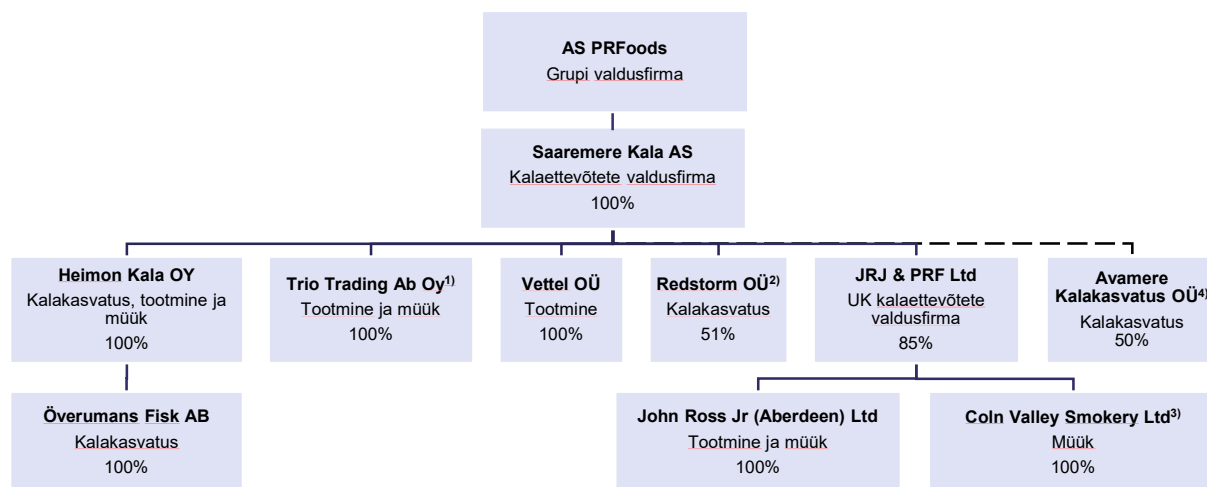 AS PRFoods
Grupi valdusfirma
Saaremere Kala AS
Kalaettevõtete valdusfirma
100%
Heimon Kala OY
Kalakasvatus, tootmine ja
müük
100%
Trio Trading Ab Oy1)
Tootmine ja müük
100%
Vettel OÜ
Tootmine
100%
Redstorm OÜ2)
Kalakasvatus
51%
JRJ & PRF Ltd
UK kalaettevõtete
valdusfirma
85%
Avamere
Kalakasvatus OÜ4)
Kalakasvatus
50%
Överumans Fisk AB
Kalakasvatus
100%
John Ross Jr (Aberdeen) Ltd
Tootmine ja müük
100%
Coln Valley Smokery Ltd3)
Müük
100%